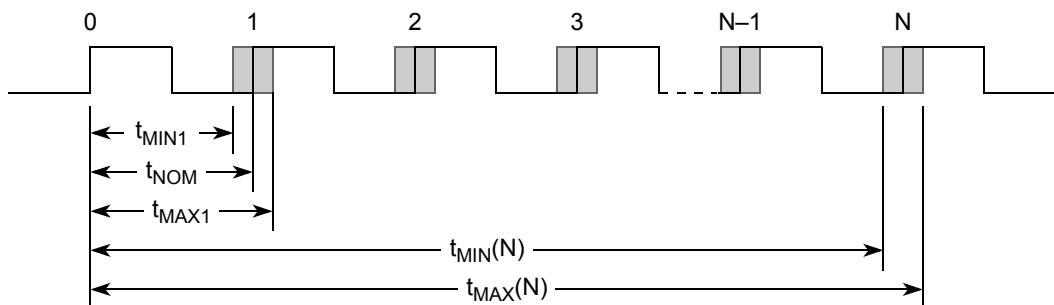 0 1 2 3 N–1 N
tMIN1
tNOM
tMAX1
tMIN(N)
tMAX(N)